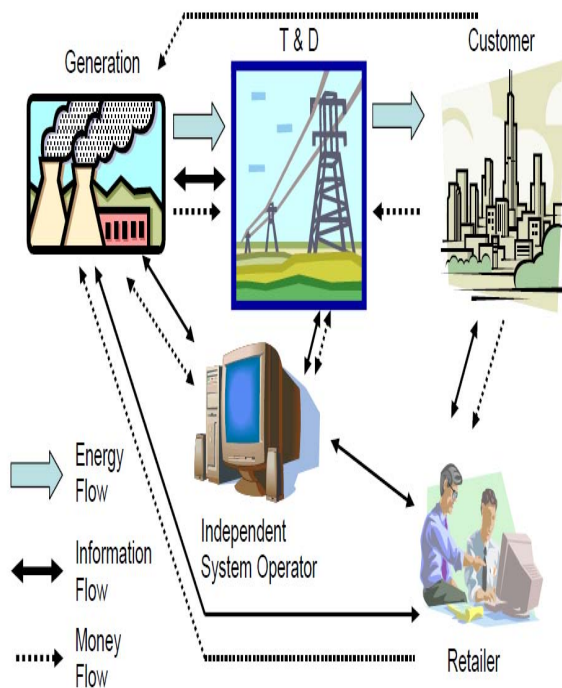 T & D
Customer
Generation
Energy
Flow
Independent
System Operator
Information
Flow
Money
Flow
Retailer